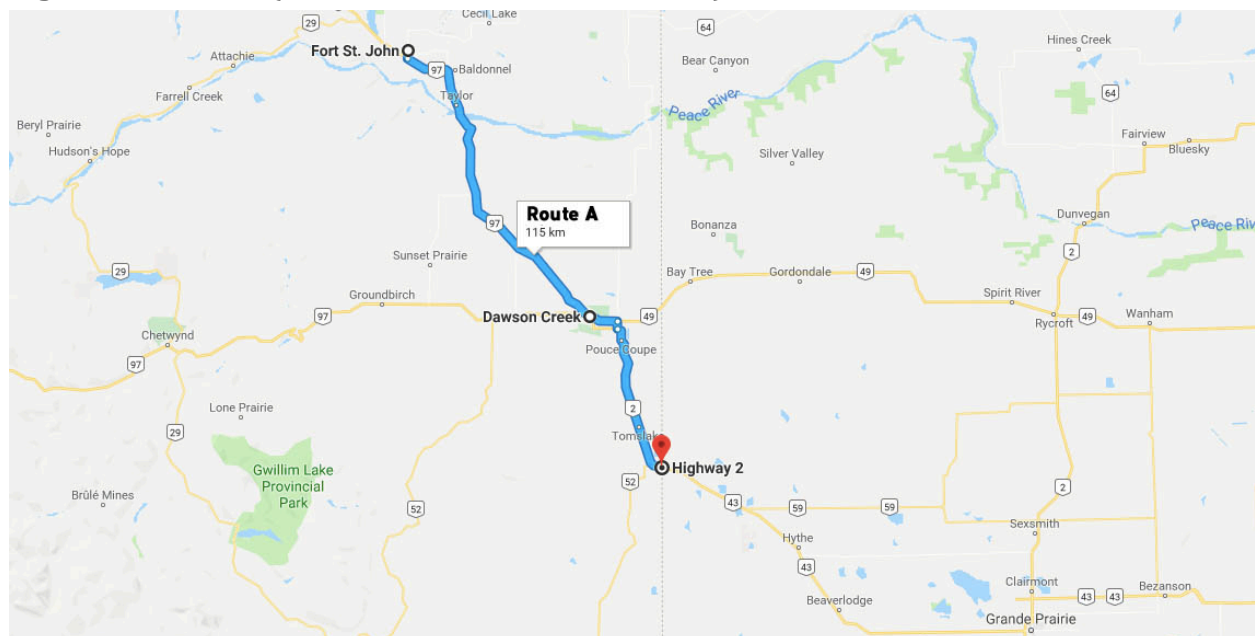 Cecil Lake
29
64
Fort St. John
Hines Creek
Attachie
97
Baldonnel
Bear Canyon
Farrell Creek
Taylor
Peace River
64
Beryl Prairie
Fairview
Hudson's Hope
Silver Valley
Bluesky
Route A
115 km
Dunvegan
97
Bonanza
Peace Riv
2
Sunset Prairie
29
Bay Tree
Gordondale
49
Groundbirch
Spirit River
97
Dawson Creek
49
Rycroft
49
Wanham
Chetwynd
Pouce Coupe
97
2
Lone Prairie
29
Tomslake
Gwillim Lake
Provincial
Park
Highway 2
52
2
Brûlé Mines
43
59
59
52
Sexsmith
Hythe
43
Clairmont
43
43
Bezanson
Beaverlodge
Grande Prairie